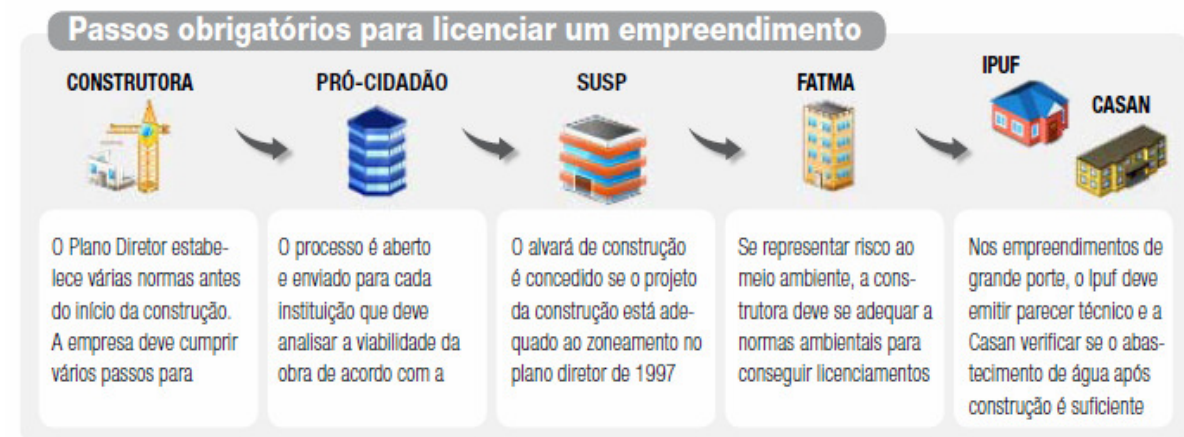 Passos obrigatórios para licenciar um empreendimento
CONSTRUTORA
O Plano Diretor estabe-
lece várias normas antes
do início da construção.
A empresa deve cumprir
vários passos para
PRÓ-CIDADÃO
O processo é aberto
e enviado para cada
instituição que deve
analisar a viabilidade da
obra de acordo com a
SUSP
O alvará de construção
é concedido se o projeto
da construção está ade-
quado ao zoneamento no
plano diretor de 1997
FATMA
Se representar risco ao
meio ambiente, a cons-
trutora deve se adequar a
normas ambientais para
conseguir licenciamentos
IPUF
CASAN
Nos empreendimentos de
grande porte, o Ipuf deve
emitir parecer técnico e a
Casan verificar se o abas-
tecimento de água após
construção é suficiente